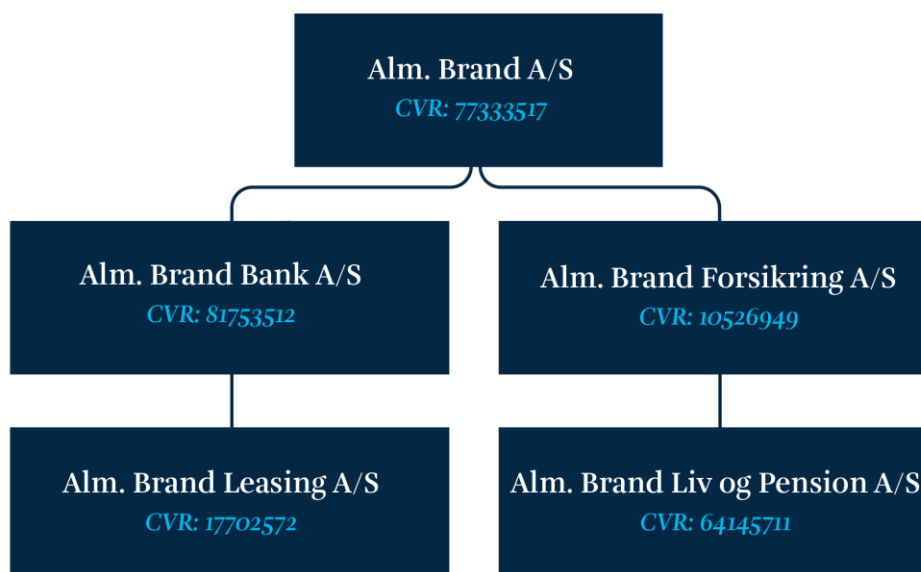 Alm. Brand A/S
CVR: 77333517
Alm. Brand Bank A/S
CVR: 81753512
Alm. Brand Forsikring A/S
CVR: 10526949
Alm. Brand Leasing A/S
CVR: 17702572
Alm. Brand Liv og Pension A/S
CVR: 64145711